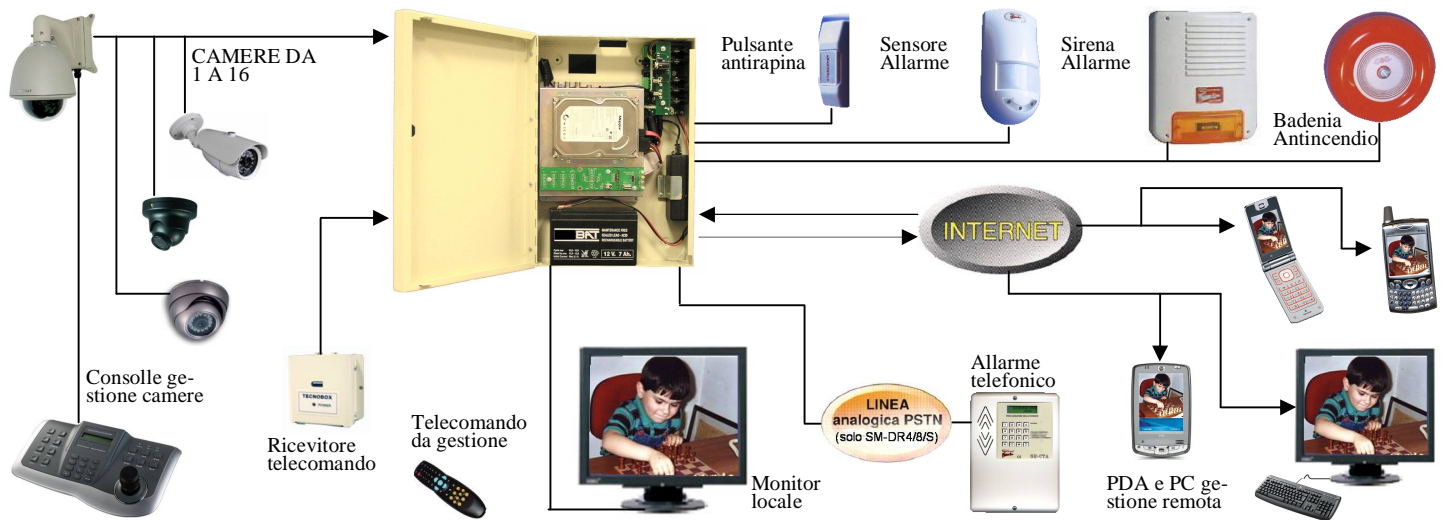 CAMERE DA
1 A 16
Pulsante
antirapina
Sensore
Allarme
Sirena
Allarme
Badenia
Antincendio
INTERNET
BAT
12 V. 7 Ah.
Consolle ge-
stione camere
TECNOBOX
POWER
Ricevitore
telecomando
Telecomando
da gestione
Monitor
locale
LINEA
analogica PSTN
(solo SM-DR4/8/S)
Allarme
telefonico
PDA e PC ge-
stione remota